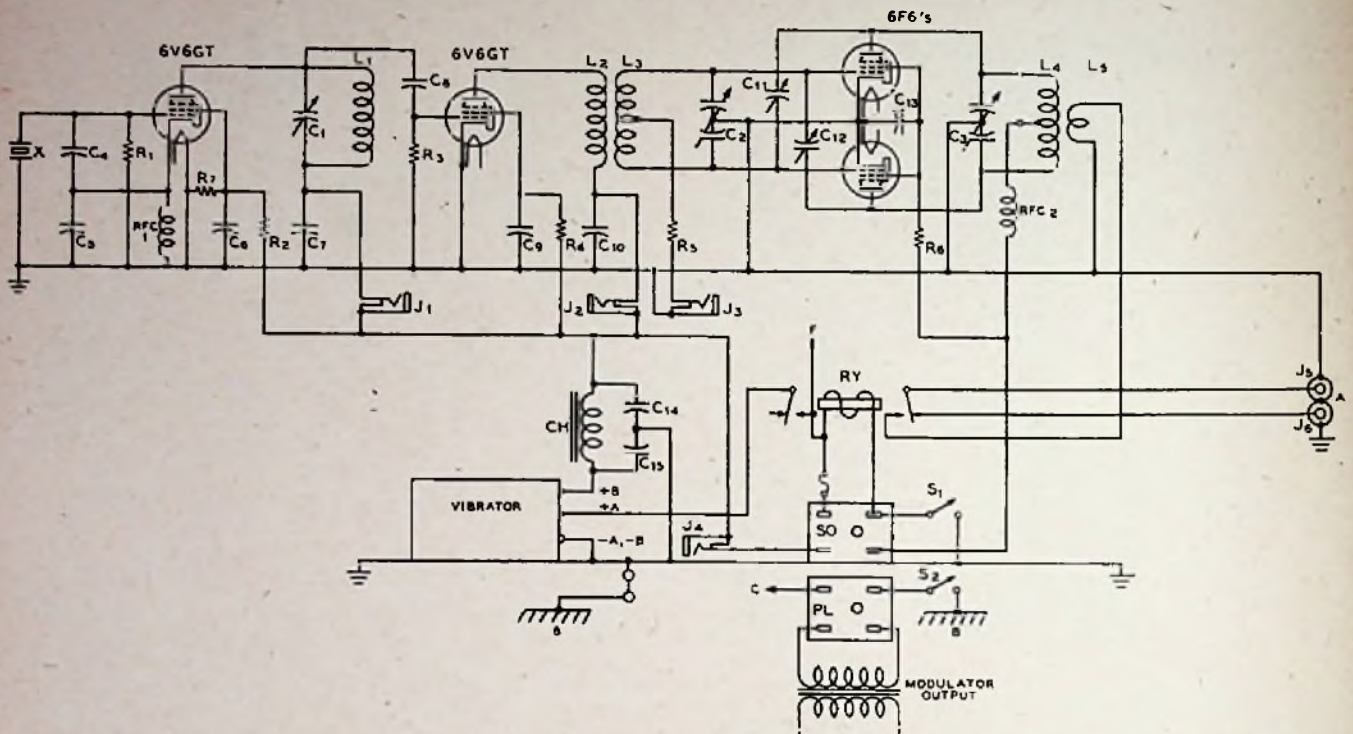 6F6's
6V6GT
6V6GT
L1
L2
L3
L4
L5
C11
C13
C12
C2
C3
C1
C8
X
C4
R1
R3
R7
C5
RFC
1
C6
R2
C7
C9
R4
C10
R5
R6
RFC 2
J1
J2
J3
F
RY
J5
A
J6
CH
C14
C15
+B
VIBRATOR
+A
-A, -B
J4
SO
S1
S2
C
PL
B
B
MODULATOR
OUTPUT